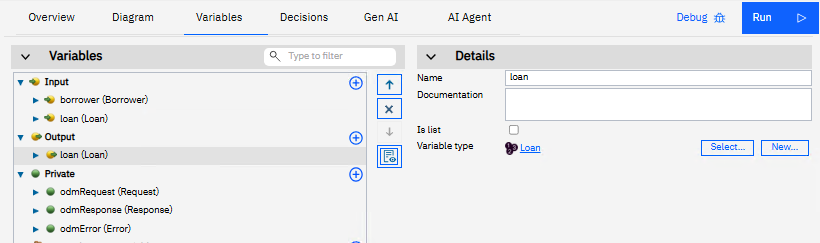 Overview Diagram Variables Decisions Gen AI AI Agent Debug Run
Variables Type to filter
Input
borrower (Borrower)
loan (Loan)
Output
loan (Loan)
Private
odmRequest (Request)
odmResponse (Response)
odmError (Error)
Details
Name loan
Documentation
Is list
Variable type Loan Select... New...